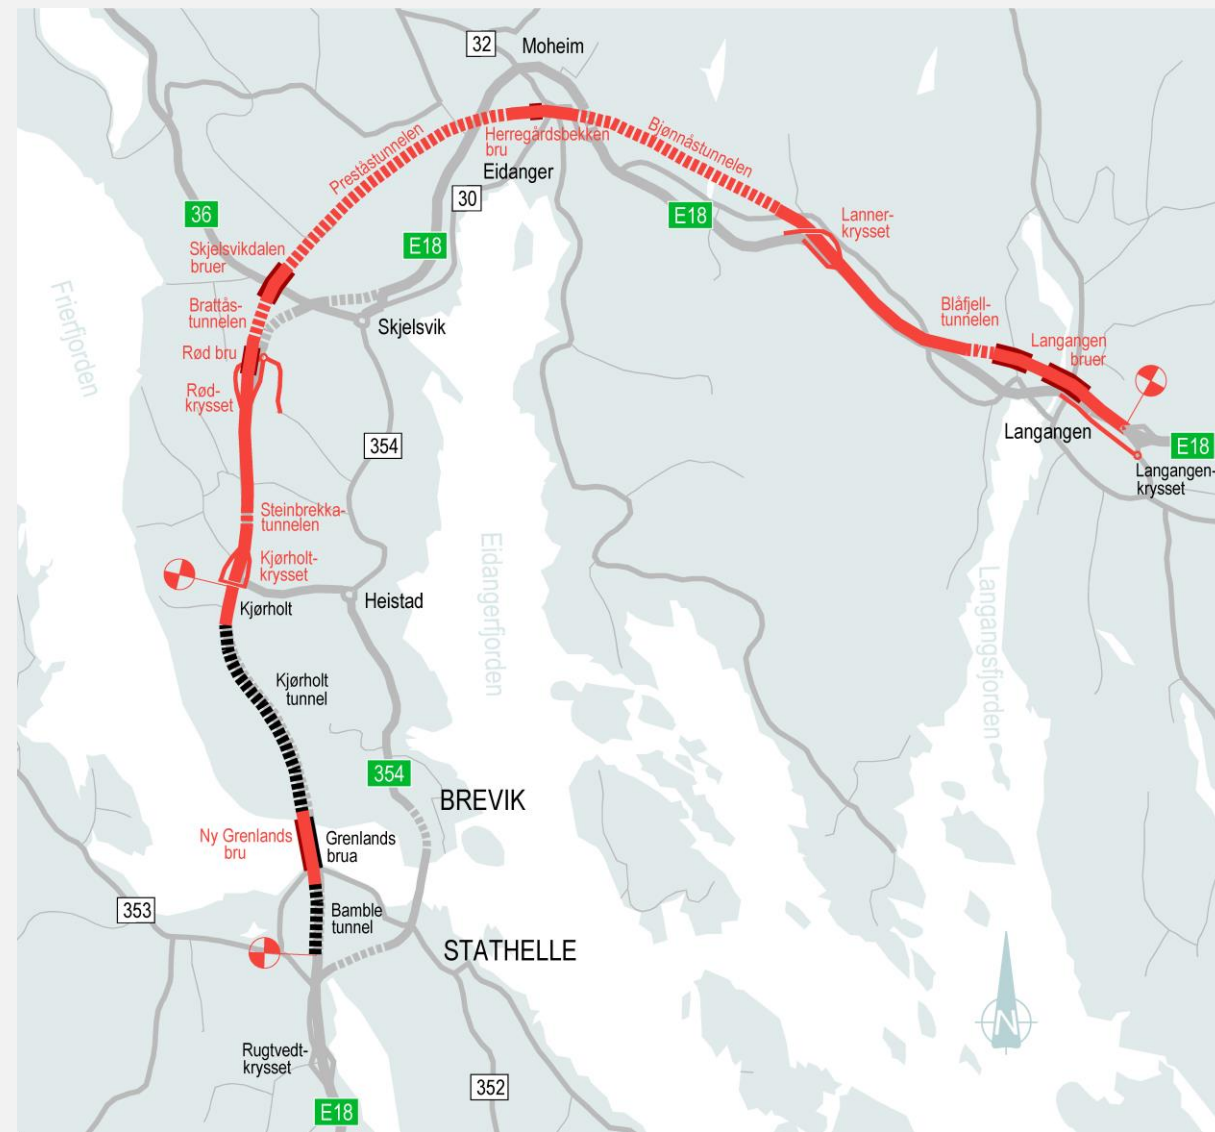 32
Moheim
Herregårdsbekken
bru
Eidanger
Bjønnåstunnelen
Preståstunnelen
30
36
E18
E18
Skjelsvikdalen
bruer
Lanner-
krysset
Frierfjorden
Brattås-
tunnelen
Skjelsvik
Blåfjell-
tunnelen
Langangen
bruer
Rød bru
Rød-
krysset
354
Langangen
E18
Langangen-
krysset
Steinbrekka-
tunnelen
Kjørholt-
krysset
Eidangerfjorden
Langangsfjorden
Kjørholt
Heistad
Kjørholt
tunnel
354
BREVIK
Ny Grenlands
bru
Grenlands
brua
353
Bamble
tunnel
STATHELLE
N
Rugtvedt-
krysset
352
E18